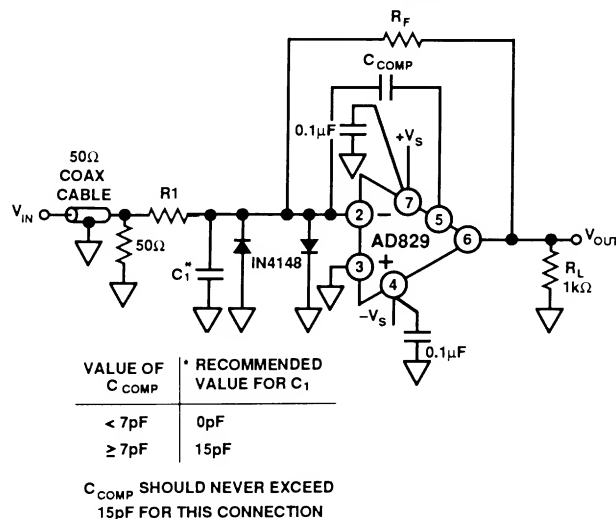 R_F
C_COMP
0.1µF
+V_S
50Ω
COAX
CABLE
V_IN
R1
50Ω
C_1*
IN4148
2
–
7
5
AD829
6
3
+
4
–V_S
0.1µF
V_OUT
R_L
1kΩ
VALUE OF
C_COMP
* RECOMMENDED
VALUE FOR C_1
< 7pF
0pF
≥ 7pF
15pF
C_COMP SHOULD NEVER EXCEED
15pF FOR THIS CONNECTION